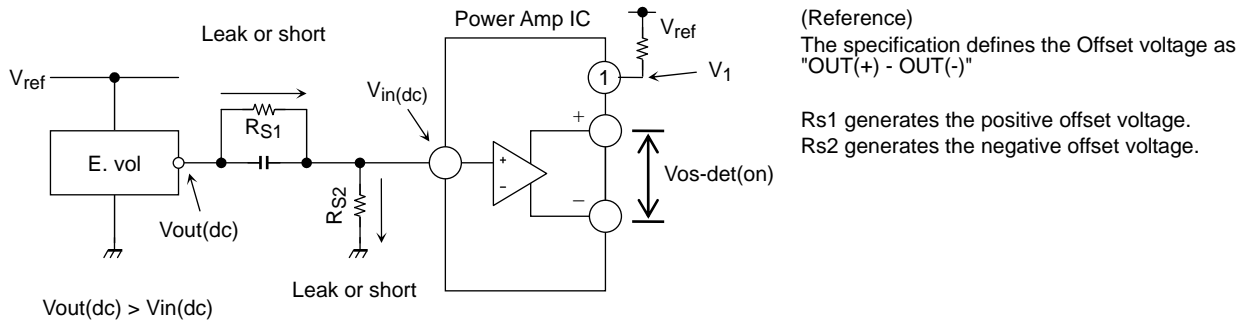 Power Amp IC
Leak or short
Vref
Vref
1
V1
Vin(dc)
RS1
E. vol
+
+
-
−
RS2
Vos-det(on)
Vout(dc)
Leak or short
Vout(dc) > Vin(dc)
(Reference)
The specification defines the Offset voltage as
"OUT(+) - OUT(-)"
Rs1 generates the positive offset voltage.
Rs2 generates the negative offset voltage.